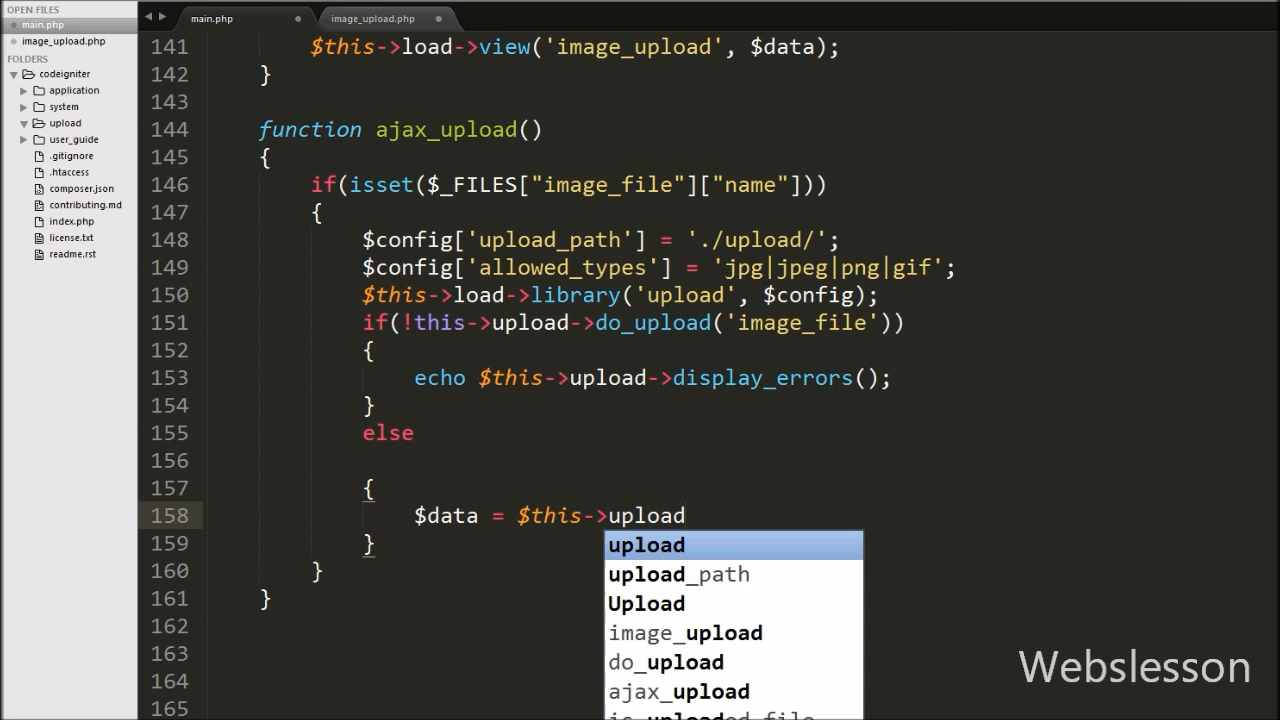 OPEN FILES
main.php
image_upload.php
FOLDERS
codeigniter
application
system
upload
user_guide
.gitignore
.htaccess
composer.json
contributing.md
index.php
license.txt
readme.rst
main.php
image_upload.php
141 $this->load->view('image_upload', $data);
142 }
143
144 function ajax_upload()
145 {
146 if(isset($_FILES["image_file"]["name"]))
147 {
148 $config['upload_path'] = './upload/';
149 $config['allowed_types'] = 'jpg|jpeg|png|gif';
150 $this->load->library('upload', $config);
151 if(!this->upload->do_upload('image_file'))
152 {
153 echo $this->upload->display_errors();
154 }
155 else
156
157 {
158 $data = $this->upload
159 }
160 }
161 }
162
163
164
165
upload
upload_path
Upload
image_upload
do_upload
ajax_upload
is_uploaded_file
Webslesson